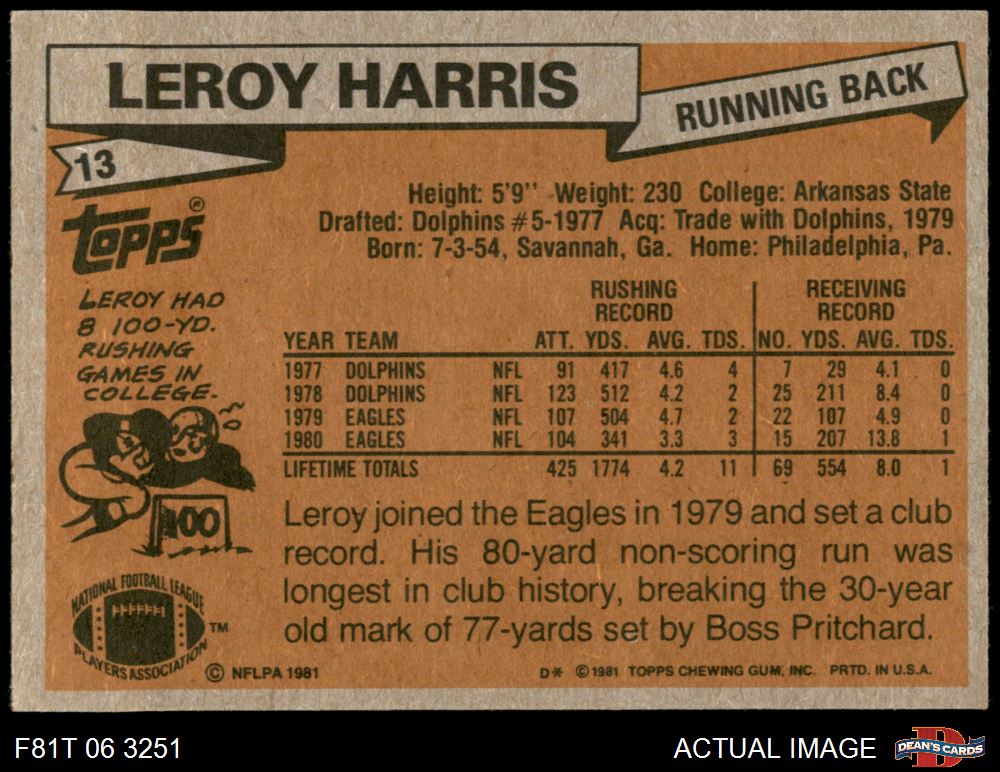 LEROY HARRIS
RUNNING BACK
13
TOPPS®
Height: 5'9'' Weight: 230 College: Arkansas State
Drafted: Dolphins #5-1977 Acq: Trade with Dolphins, 1979
Born: 7-3-54, Savannah, Ga. Home: Philadelphia, Pa.
LEROY HAD
8 100-YD.
RUSHING
GAMES IN
COLLEGE.
100
RUSHING RECEIVING
RECORD RECORD
YEAR TEAM ATT. YDS. AVG. TDS. NO. YDS. AVG. TDS.
1977 DOLPHINS NFL 91 417 4.6 4 7 29 4.1 0
1978 DOLPHINS NFL 123 512 4.2 2 25 211 8.4 0
1979 EAGLES NFL 107 504 4.7 2 22 107 4.9 0
1980 EAGLES NFL 104 341 3.3 3 15 207 13.8 1
LIFETIME TOTALS 425 1774 4.2 11 69 554 8.0 1
Leroy joined the Eagles in 1979 and set a club
record. His 80-yard non-scoring run was
longest in club history, breaking the 30-year
old mark of 77-yards set by Boss Pritchard.
NATIONAL FOOTBALL LEAGUE
PLAYERS ASSOCIATION
TM
© NFLPA 1981
D* ©1981 TOPPS CHEWING GUM, INC. PRTD. IN U.S.A.
F81T 06 3251
ACTUAL IMAGE
D
DEAN'S CARDS